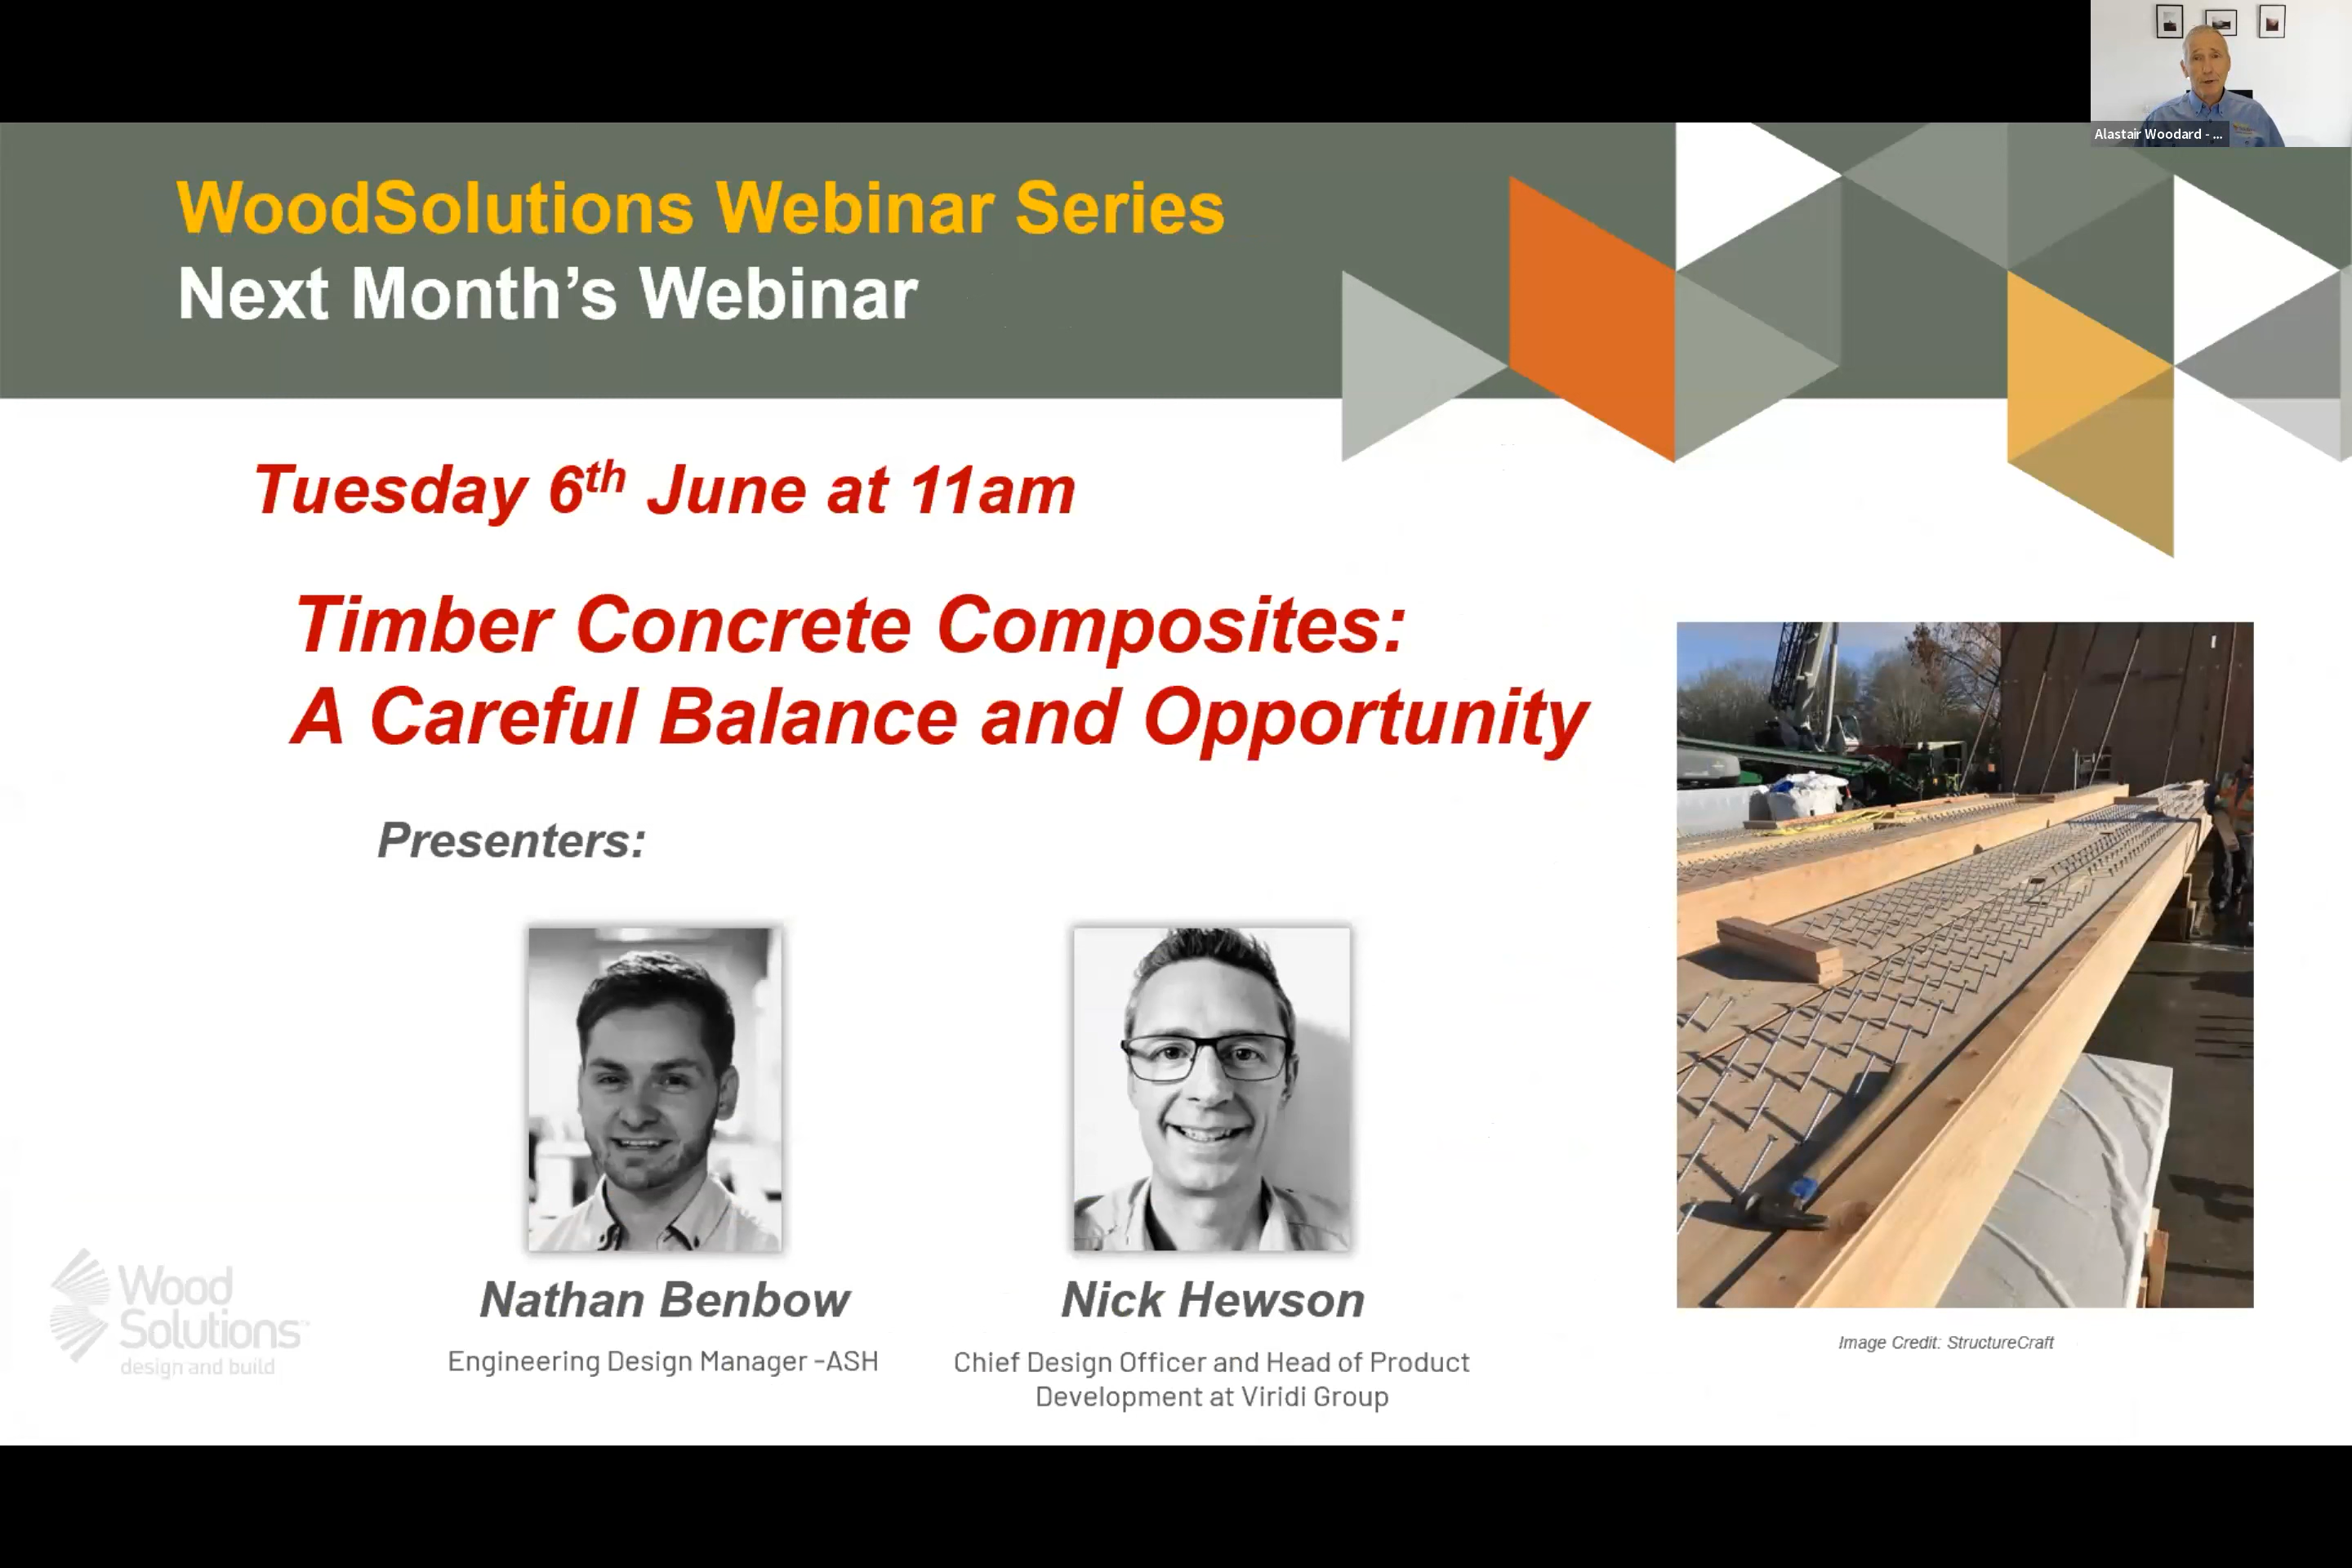 Alastair Woodard - ...
WoodSolutions Webinar Series
Next Month's Webinar
Tuesday 6th June at 11am
Timber Concrete Composites:
A Careful Balance and Opportunity
Presenters:
Nathan Benbow
Engineering Design Manager –ASH
Nick Hewson
Chief Design Officer and Head of Product
Development at Viridi Group
Image Credit: StructureCraft
Wood
Solutions™
design and build